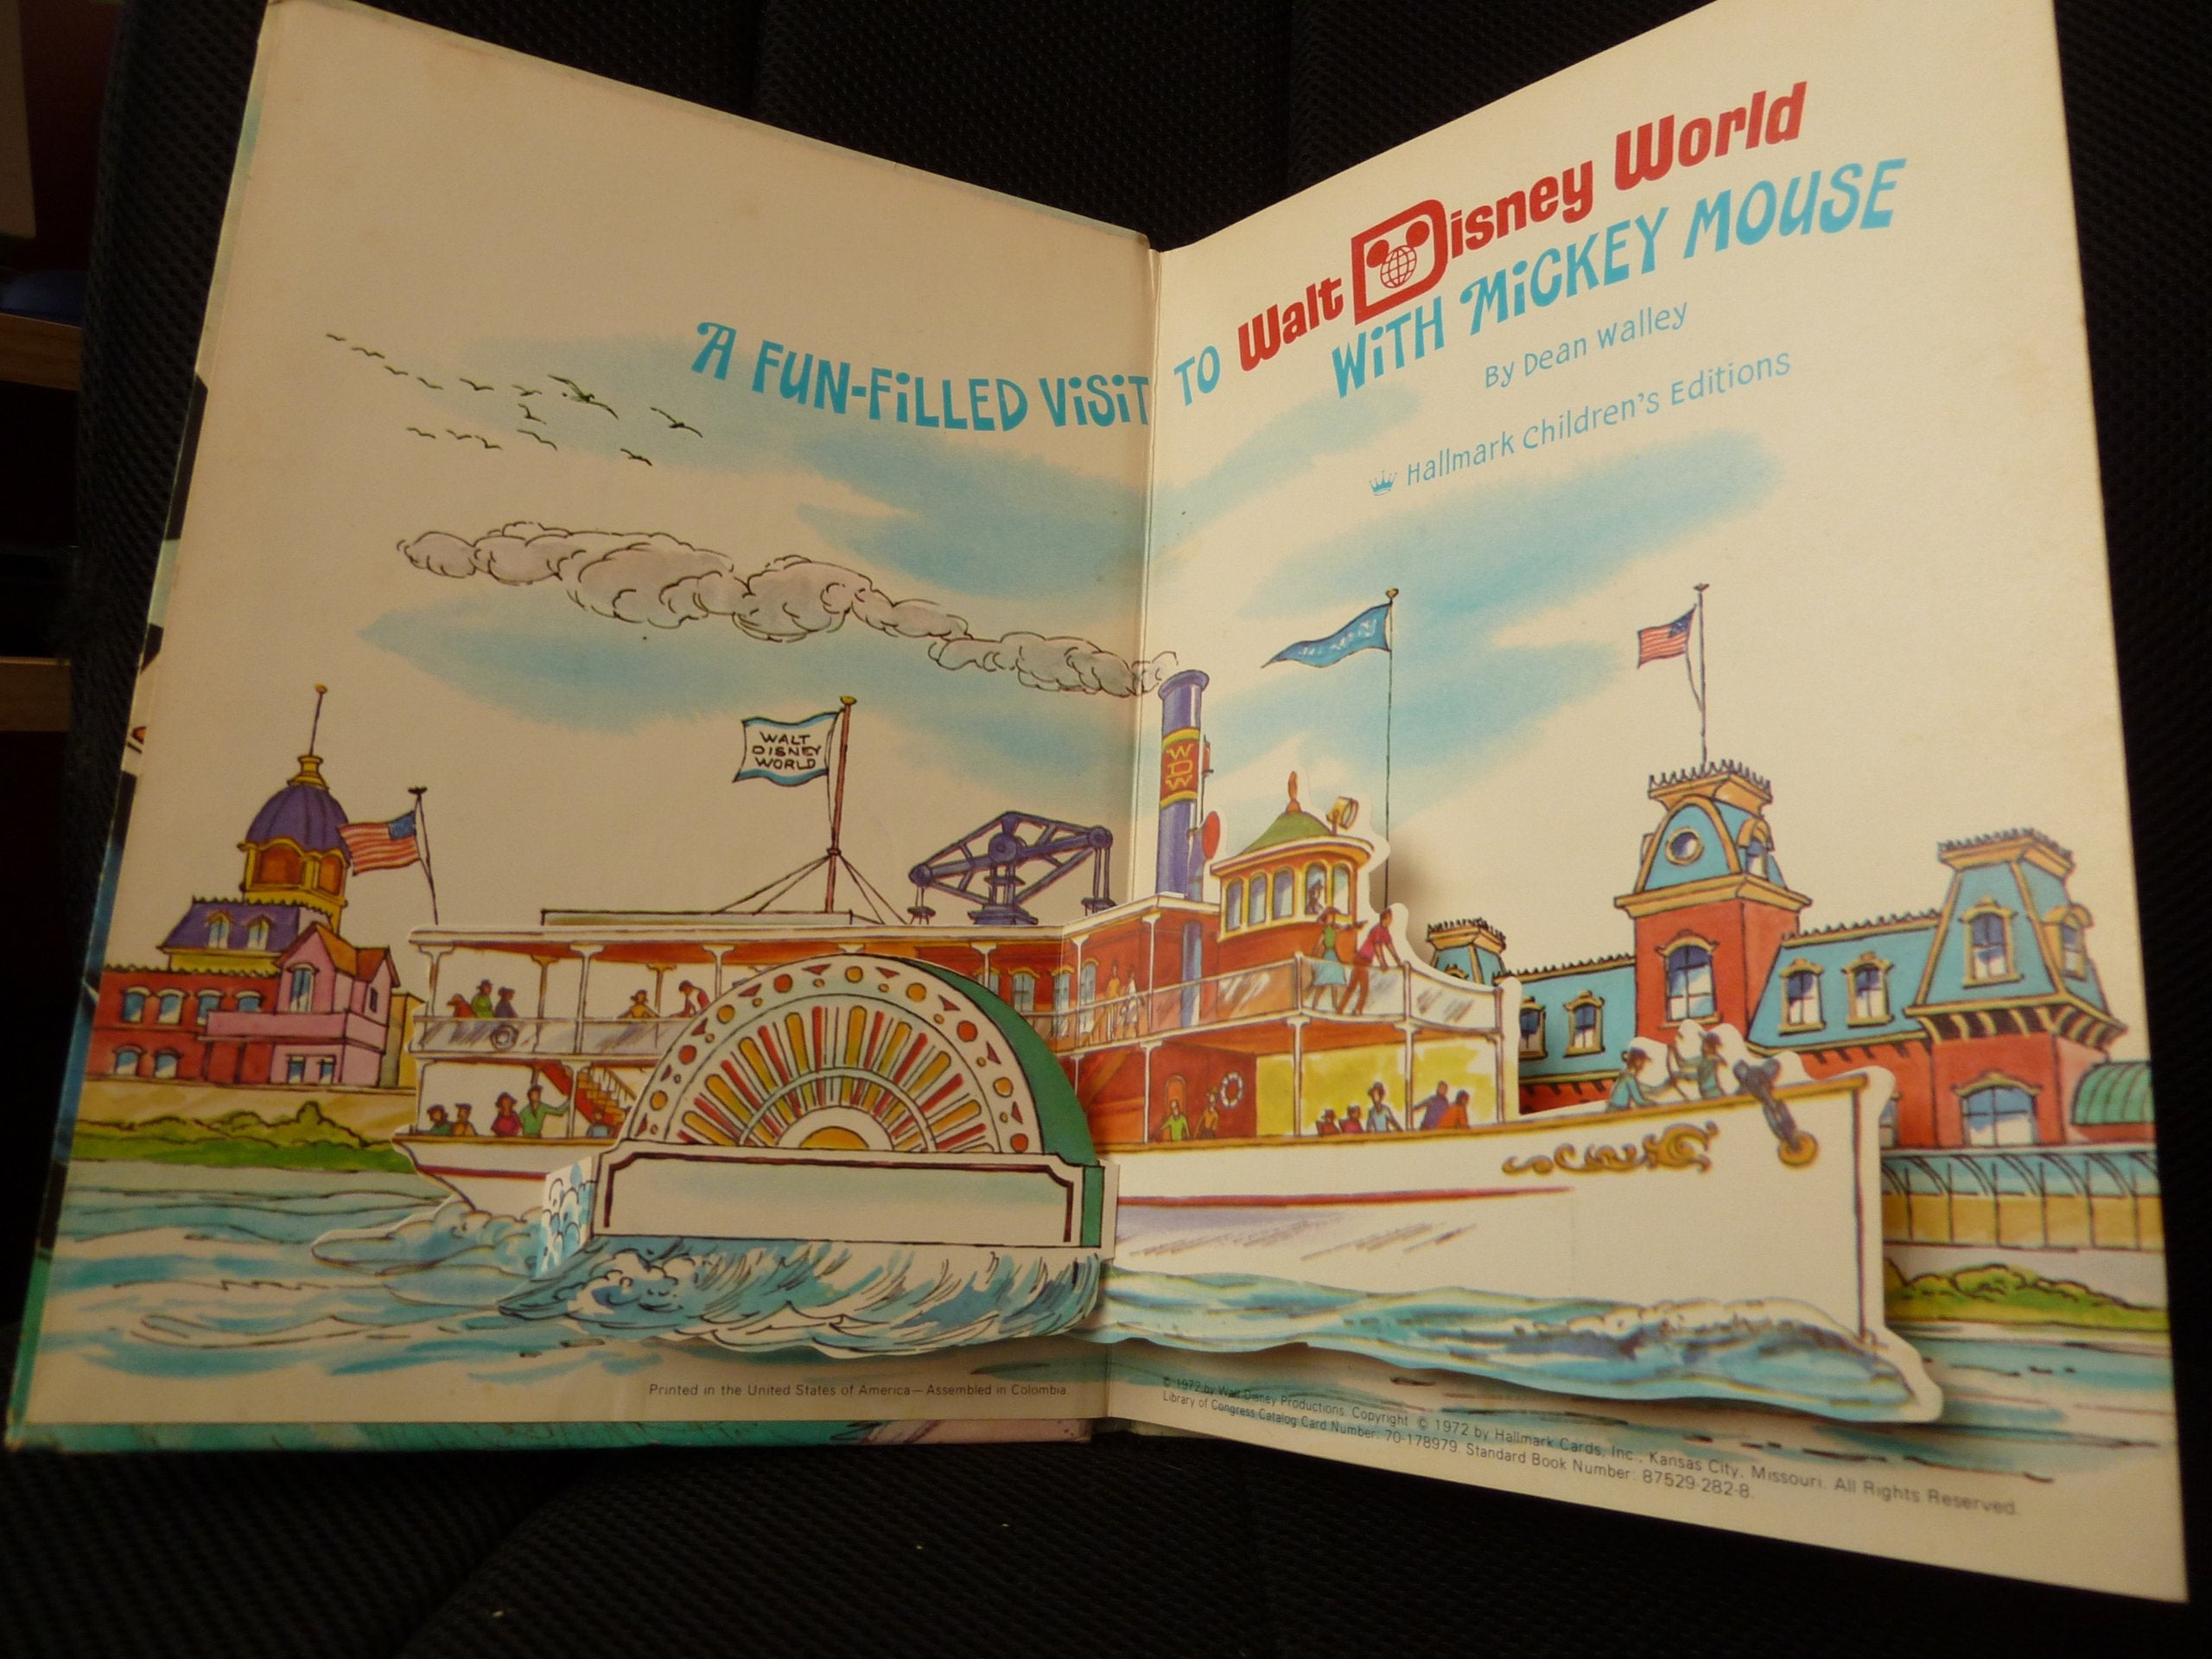 A FUN-FiLLED ViSiT TO Walt Disney World
WiTH MiCKEY MOUSE
By Dean Walley
Hallmark Children's Editions
WALT
DISNEY
WORLD
WDW
Printed in the United States of America—Assembled in Colombia
© 1972 by Walt Disney Productions. Copyright © 1972 by Hallmark Cards, Inc., Kansas City, Missouri. All Rights Reserved.
Library of Congress Catalog Card Number: 70-178979. Standard Book Number: 87529-282-8.